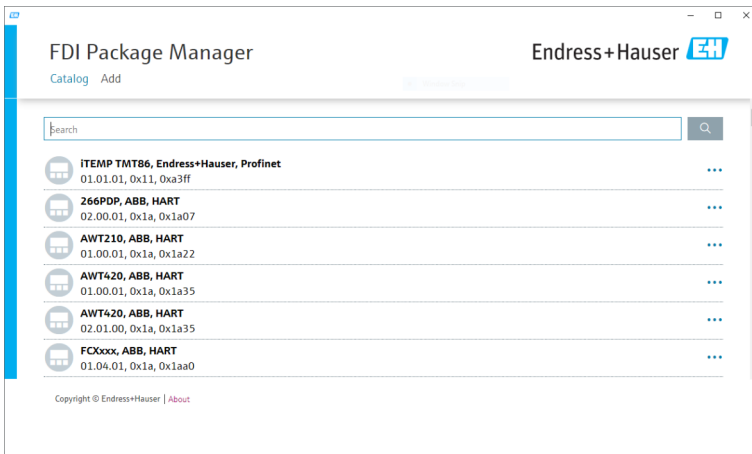 EH
FDI Package Manager
Endress+Hauser EH
Catalog Add
Search
iTEMP TMT86, Endress+Hauser, Profinet
01.01.01, 0x11, 0xa3ff
266PDP, ABB, HART
02.00.01, 0x1a, 0x1a07
AWT210, ABB, HART
01.00.01, 0x1a, 0x1a22
AWT420, ABB, HART
01.00.01, 0x1a, 0x1a35
AWT420, ABB, HART
02.01.00, 0x1a, 0x1a35
FCXxxx, ABB, HART
01.04.01, 0x1a, 0x1aa0
Copyright © Endress+Hauser | About